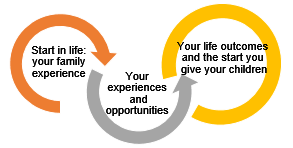 Start in life:
your family
experience
Your
experiences
and
opportunities
Your life outcomes
and the start you
give your children